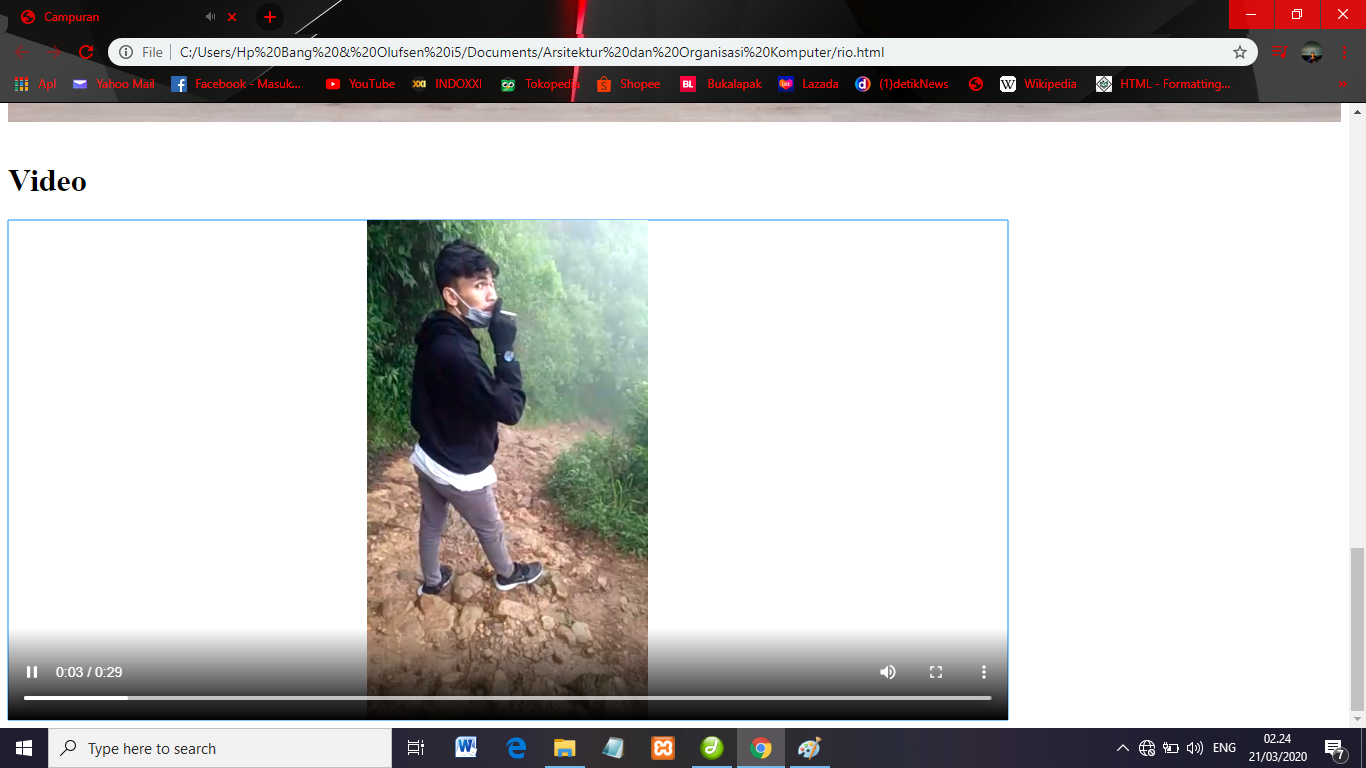 Campuran
File C:/Users/Hp%20Bang%20&%20Olufsen%20i5/Documents/Arsitektur%20dan%20Organisasi%20Komputer/rio.html
Apl Yahoo Mail Facebook - Masuk... YouTube INDOXXI Tokopedia Shopee BL Bukalapak Lazada d (1)detikNews W Wikipedia HTML - Formatting...
Video
0:03 / 0:29
Type here to search
ENG
02.24
21/03/2020
7